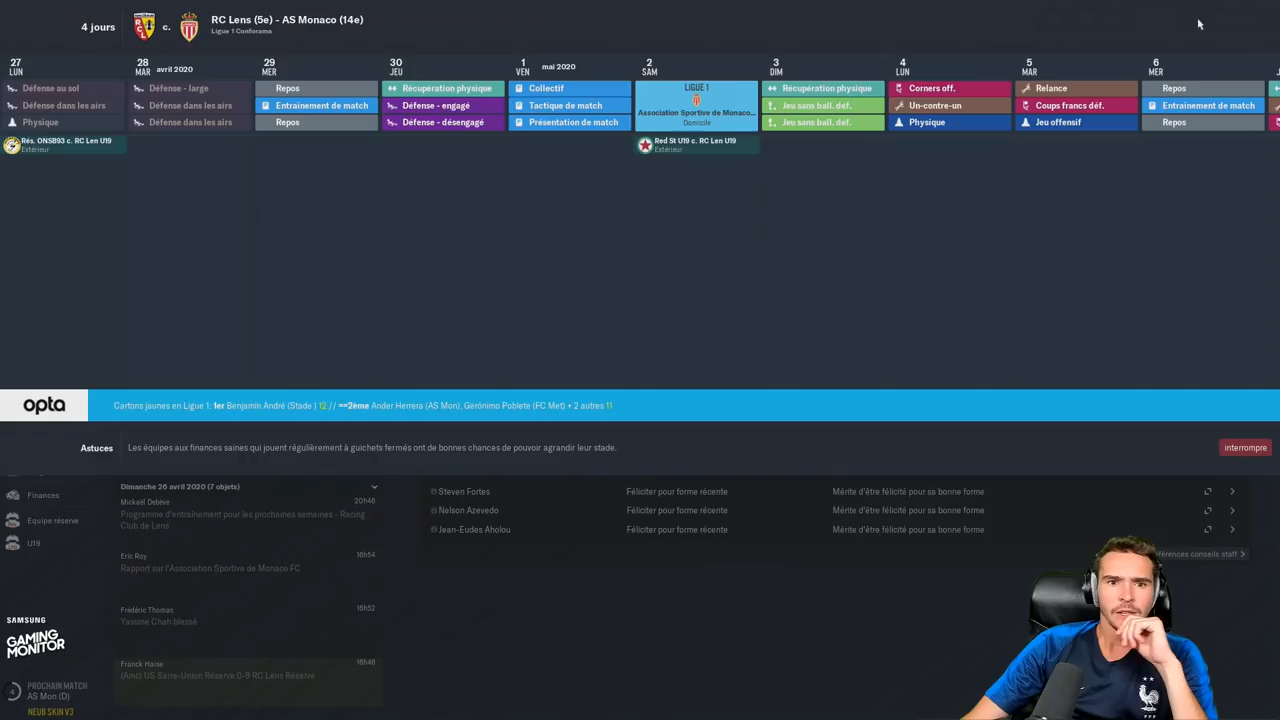 4 jours
c.
RC Lens (5e) - AS Monaco (14e)
Ligue 1 Conforama
27
LUN
28
MAR
avril 2020
29
MER
30
JEU
1
VEN
mai 2020
2
SAM
3
DIM
4
LUN
5
MAR
6
MER
Défense au sol
Défense - large
Repos
Récupération physique
Collectif
LIGUE 1
Récupération physique
Corners off.
Relance
Repos
Défense dans les airs
Défense dans les airs
Entrainement de match
Défense - engagé
Tactique de match
Association Sportive de Monaco...
Jeu sans ball. déf.
Un-contre-un
Coups francs déf.
Entrainement de match
Physique
Défense dans les airs
Repos
Défense - désengagé
Présentation de match
Domicile
Jeu sans ball. déf.
Physique
Jeu offensif
Repos
Rés. ONSB93 c. RC Len U19
Extérieur
Red St U19 c. RC Len U19
Extérieur
opta
Cartons jaunes en Ligue 1: 1er Benjamin André (Stade ) 12 // ==2ème Ander Herrera (AS Mon), Gerónimo Poblete (FC Met) + 2 autres 11
Astuces
Les équipes aux finances saines qui jouent régulièrement à guichets fermés ont de bonnes chances de pouvoir agrandir leur stade.
interrompre
Finances
Equipe réserve
U19
Dimanche 26 avril 2020 (7 objets)
Mickaël Debève
20h46
Programme d'entraînement pour les prochaines semaines - Racing
Club de Lens
Eric Roy
16h54
Rapport sur l'Association Sportive de Monaco FC
Frédéric Thomas
16h52
Yassine Chah blessé
Franck Haise
16h46
(Amc) US Sarre-Union Réserve 0-9 RC Lens Réserve
Steven Fortes
Féliciter pour forme récente
Mérite d'être félicité pour sa bonne forme
Nelson Azevedo
Féliciter pour forme récente
Mérite d'être félicité pour sa bonne forme
Jean-Eudes Aholou
Féliciter pour forme récente
Mérite d'être félicité pour sa bonne forme
conseils staff
SAMSUNG
GAMING
MONITOR
4
PROCHAIN MATCH
AS Mon (D)
NEUB SKIN V3